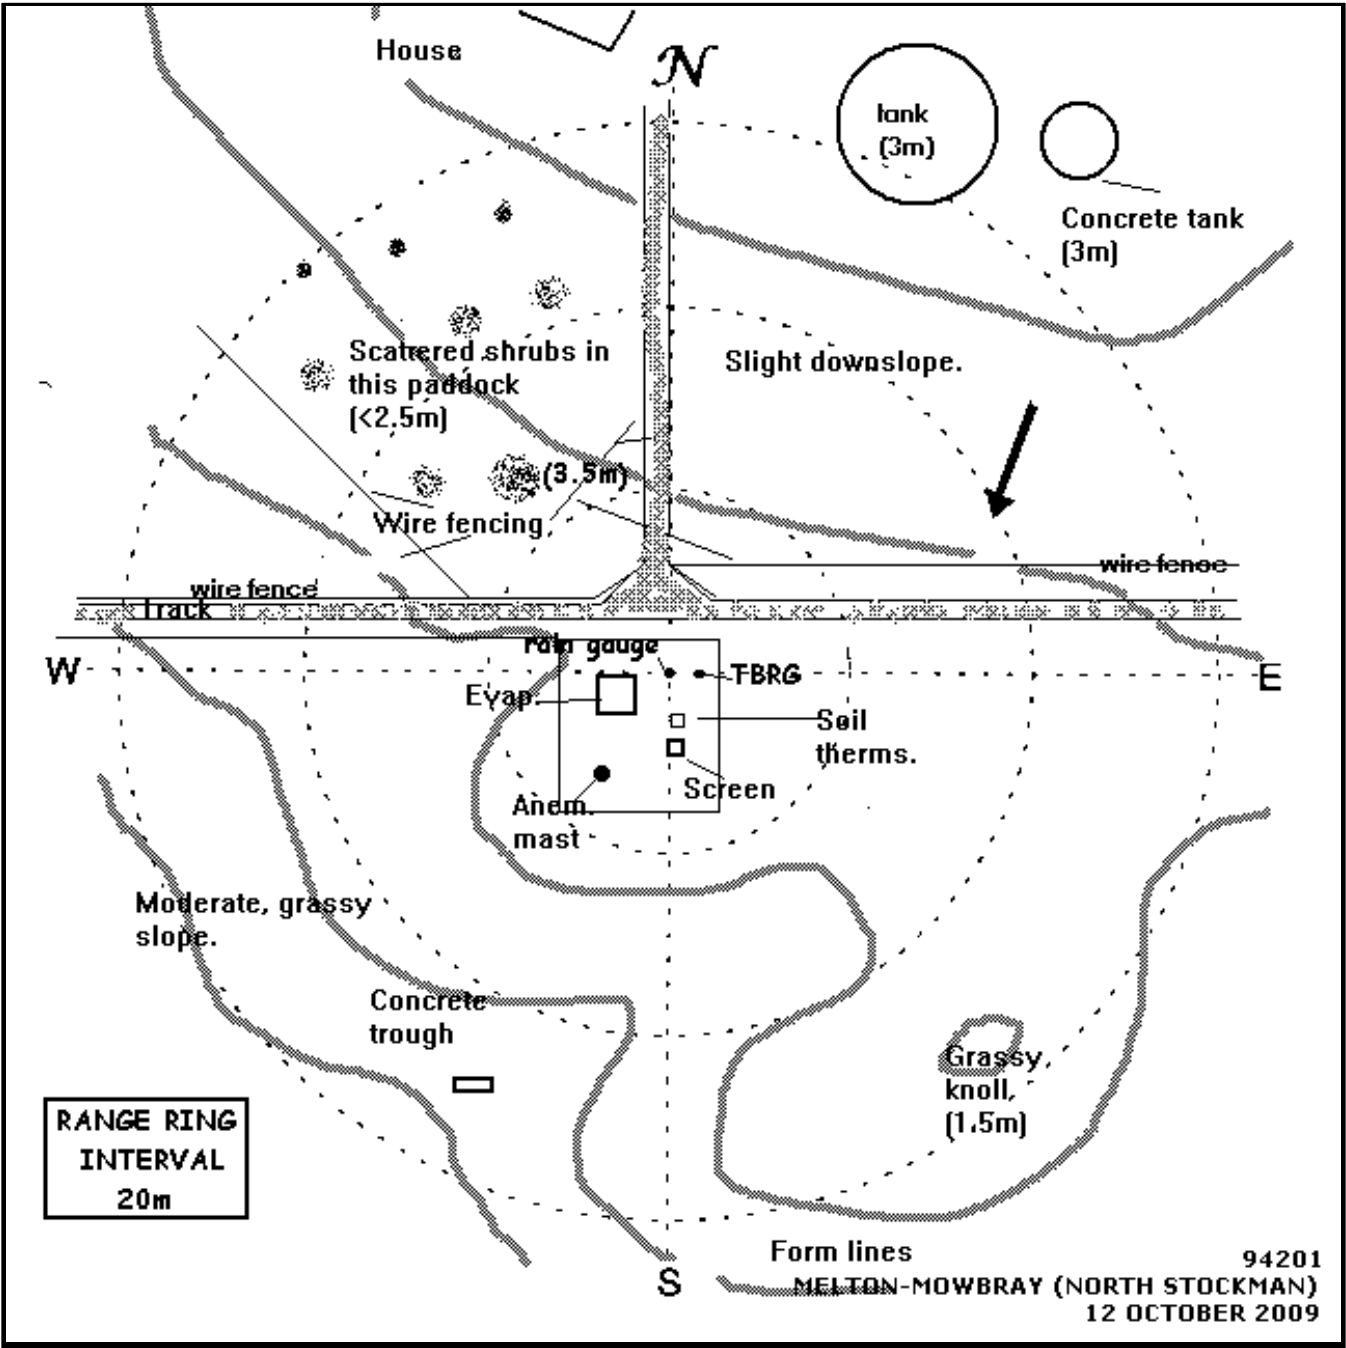 House
N
tank
(3m)
Concrete tank
(3m)
Scattered shrubs in
this paddock
(<2.5m)
Slight downslope.
(3.5m)
Wire fencing
wire fence
wire fence
Track
rain gauge
W
TBRG
E
Evap.
Soil
therms.
Screen
Anem.
mast
Moderate, grassy
slope.
Concrete
trough
Grassy
knoll,
(1.5m)
RANGE RING
INTERVAL
20m
Form lines
S
94201
MELTON-MOWBRAY (NORTH STOCKMAN)
12 OCTOBER 2009